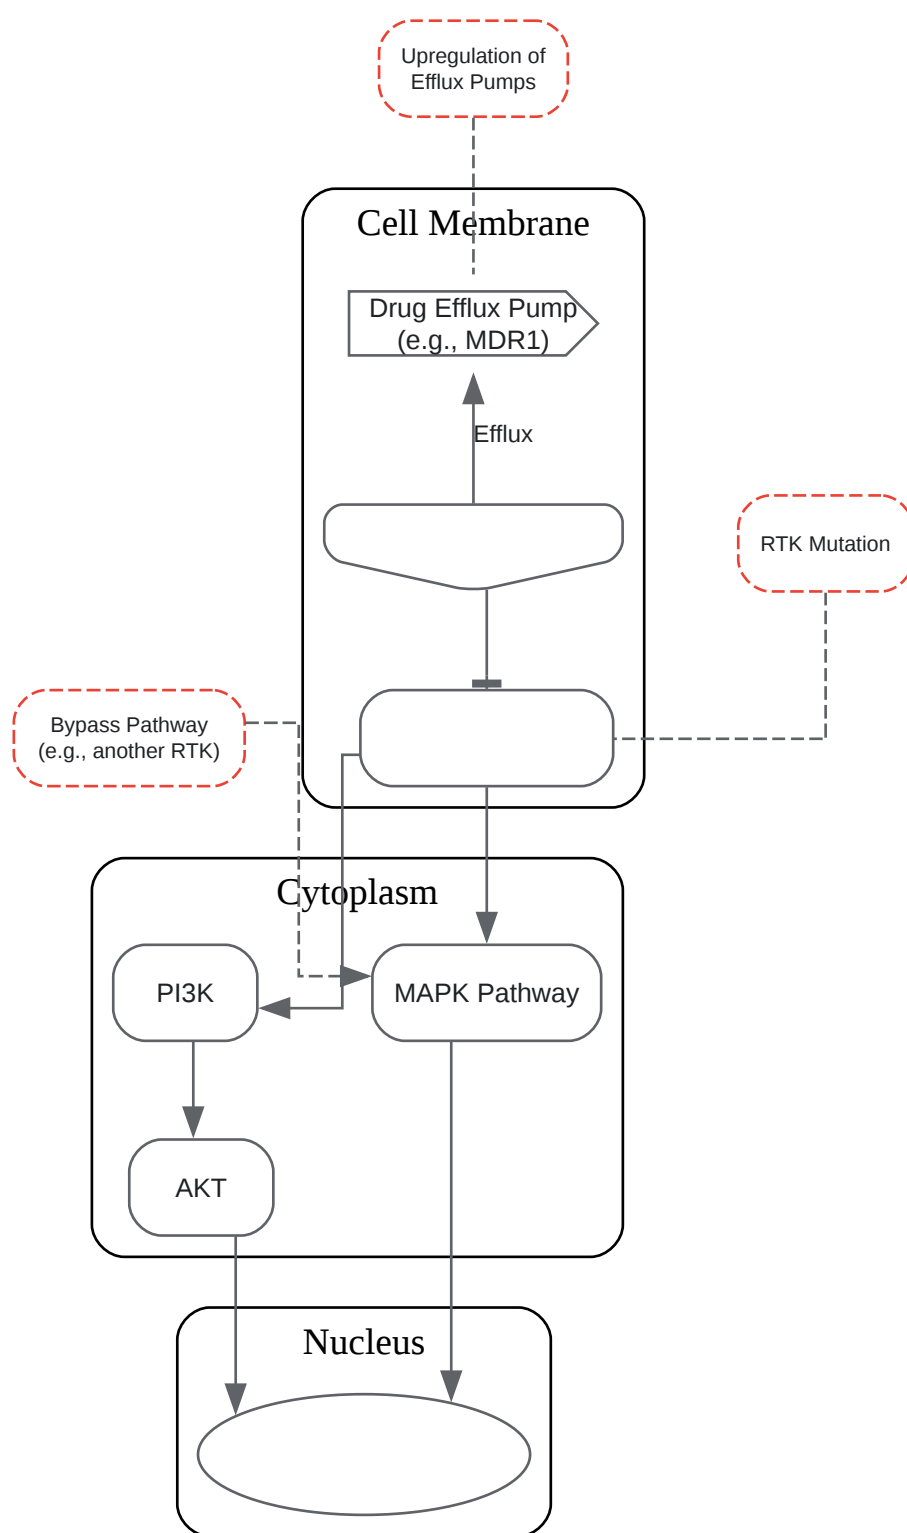 Upregulation of
Efflux Pumps
Cell Membrane
Drug Efflux Pump
(e.g., MDR1)
Efflux
RTK Mutation
Bypass Pathway
(e.g., another RTK)
Cytoplasm
PI3K
MAPK Pathway
AKT
Nucleus